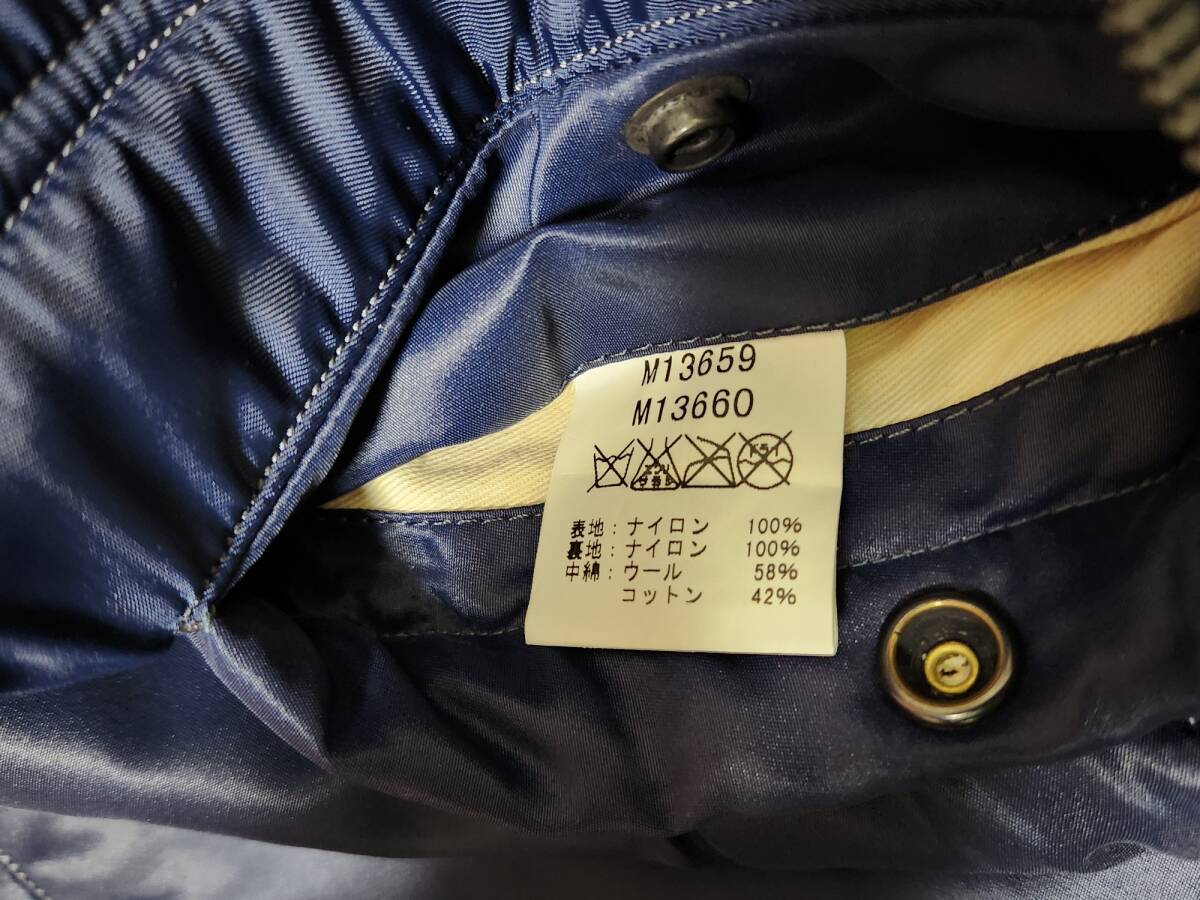 M13659
M13660
表地：ナイロン 100%
裏地：ナイロン 100%
中綿：ウール 58%
コットン 42%